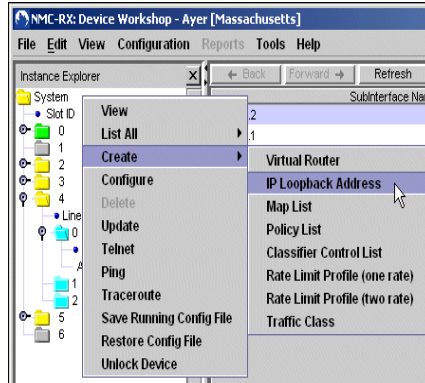 NMC-RX: Device Workshop - Ayer [Massachusetts]
File Edit View Configuration Reports Tools Help
Instance Explorer X Back Forward Refresh
System
Slot ID
0
1
2
3
4
Line
0
A
1
2
5
6
SubInterface Na
.2
.1
View
List All
Create
Configure
Delete
Update
Telnet
Ping
Traceroute
Save Running Config File
Restore Config File
Unlock Device
Virtual Router
IP Loopback Address
Map List
Policy List
Classifier Control List
Rate Limit Profile (one rate)
Rate Limit Profile (two rate)
Traffic Class